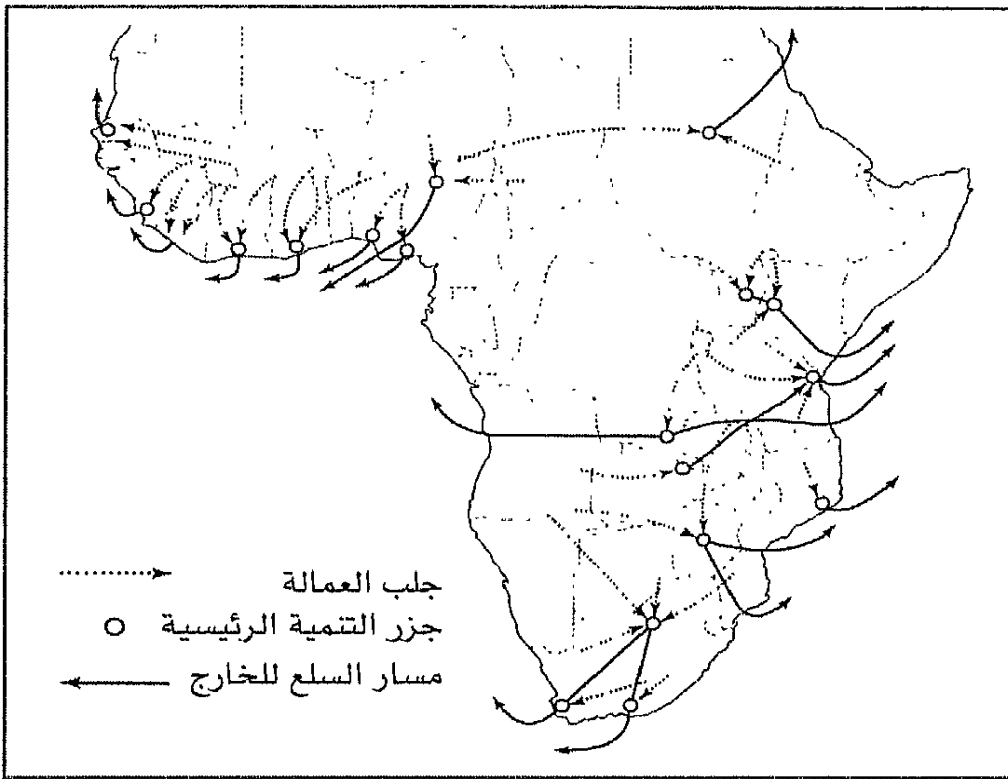 جلب العمالة
جزر التنمية الرئيسية
مسار السلع للخارج